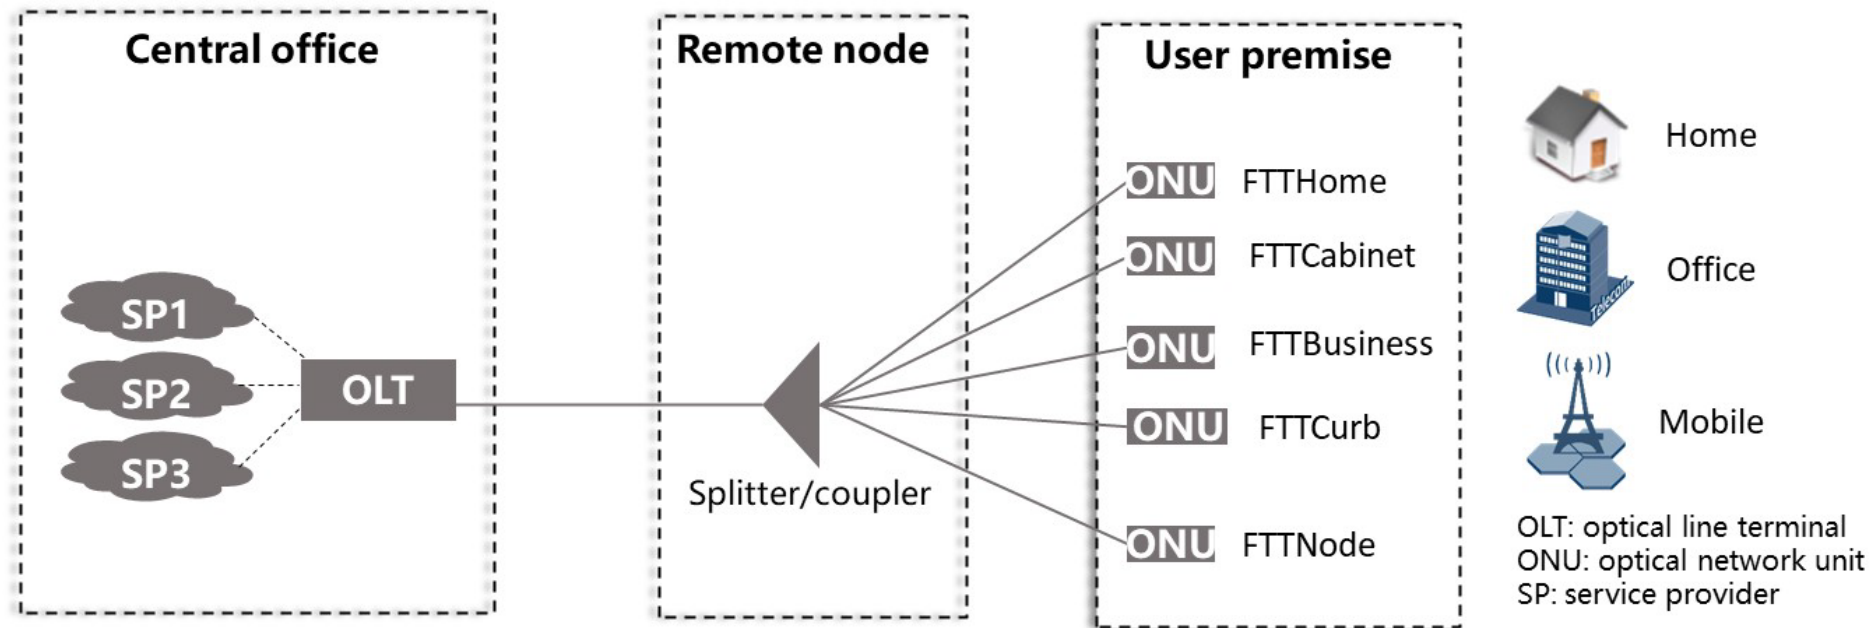 Central office
Remote node
User premise
SP1
SP2
SP3
OLT
Splitter/coupler
ONU FTTHome
ONU FTTCabinet
ONU FTTBusiness
ONU FTTCurb
ONU FTTNode
Home
Telecom
Office
Mobile
OLT: optical line terminal
ONU: optical network unit
SP: service provider